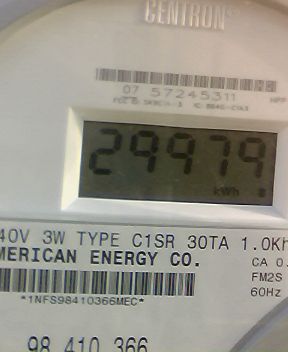 CENTRON
07 57245311
29979
kWh
40V 3W TYPE C1SR 30TA 1.0Kh
MERICAN ENERGY CO.
CA 0.
FM2S
*1NFS98410366MEC*
60Hz
98 410 366